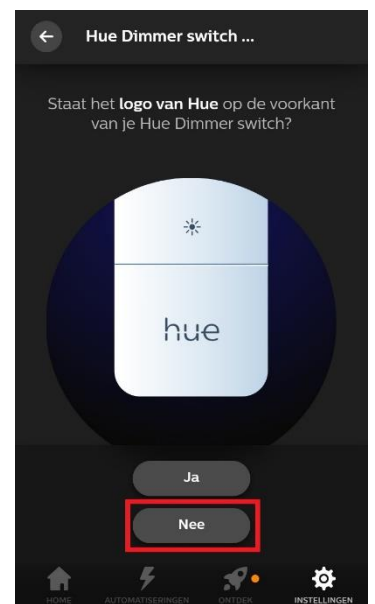 Hue Dimmer switch ...
Staat het logo van Hue op de voorkant
van je Hue Dimmer switch?
hue
Ja
Nee
HOME AUTOMATISERINGEN ONTDEK INSTELLINGEN